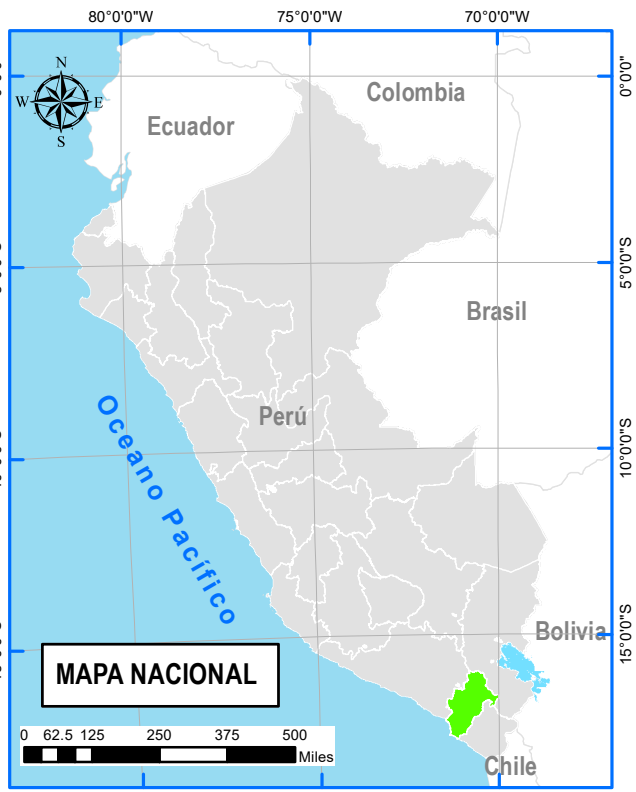 80°0'0"W 75°0'0"W 70°0'0"W
N
W E
S
0°0'0"
Colombia
Ecuador
5°0'0"S
Brasil
Perú
Oceano Pacífico
10°0'0"S
Bolivia
15°0'0"S
MAPA NACIONAL
0 62.5 125 250 375 500
Miles
Chile